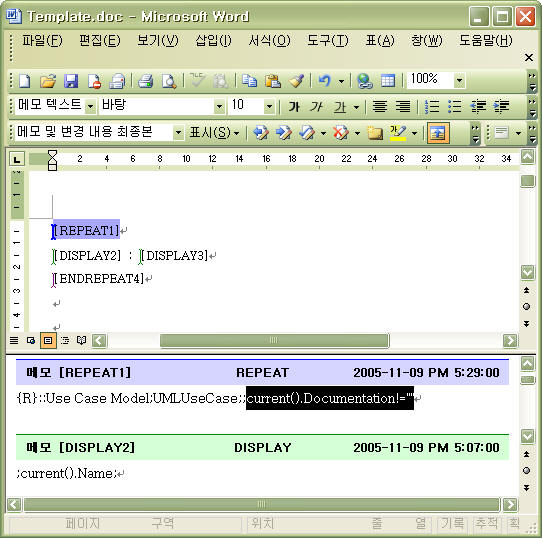 Template.doc - Microsoft Word
파일(F) 편집(E) 보기(V) 삽입(I) 서식(O) 도구(T) 표(A) 창(W) 도움말(H)
100%
메모 텍스트 바탕 10 가 가 가
메모 및 변경 내용 최종본 표시(S) 가
2 4 6 8 10 12 14 16 18 20 22 24 26 28 30 32 34
[REPEAT1]
[DISPLAY2] : [DISPLAY3]
[ENDREPEAT4]
메모 [REPEAT1] REPEAT 2005-11-09 PM 5:29:00
{R}::Use Case Model;UMLUseCase;;current().Documentation!=""
메모 [DISPLAY2] DISPLAY 2005-11-09 PM 5:07:00
;current().Name;
페이지 구역 위치 줄 열 기록 추적 확